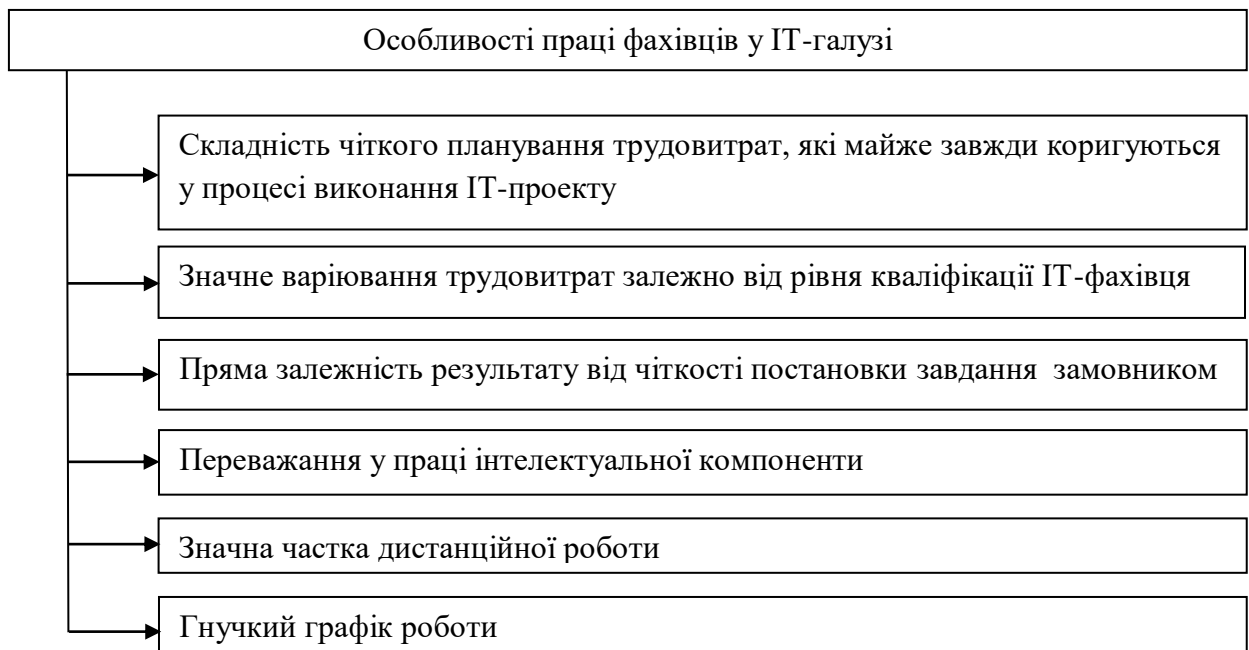 Особливості праці фахівців у ІТ-галузі
Складність чіткого планування трудовитрат, які майже завжди коригуються
у процесі виконання ІТ-проекту
Значне варіювання трудовитрат залежно від рівня кваліфікації ІТ-фахівця
Пряма залежність результату від чіткості постановки завдання замовником
Переважання у праці інтелектуальної компоненти
Значна частка дистанційної роботи
Гнучкий графік роботи